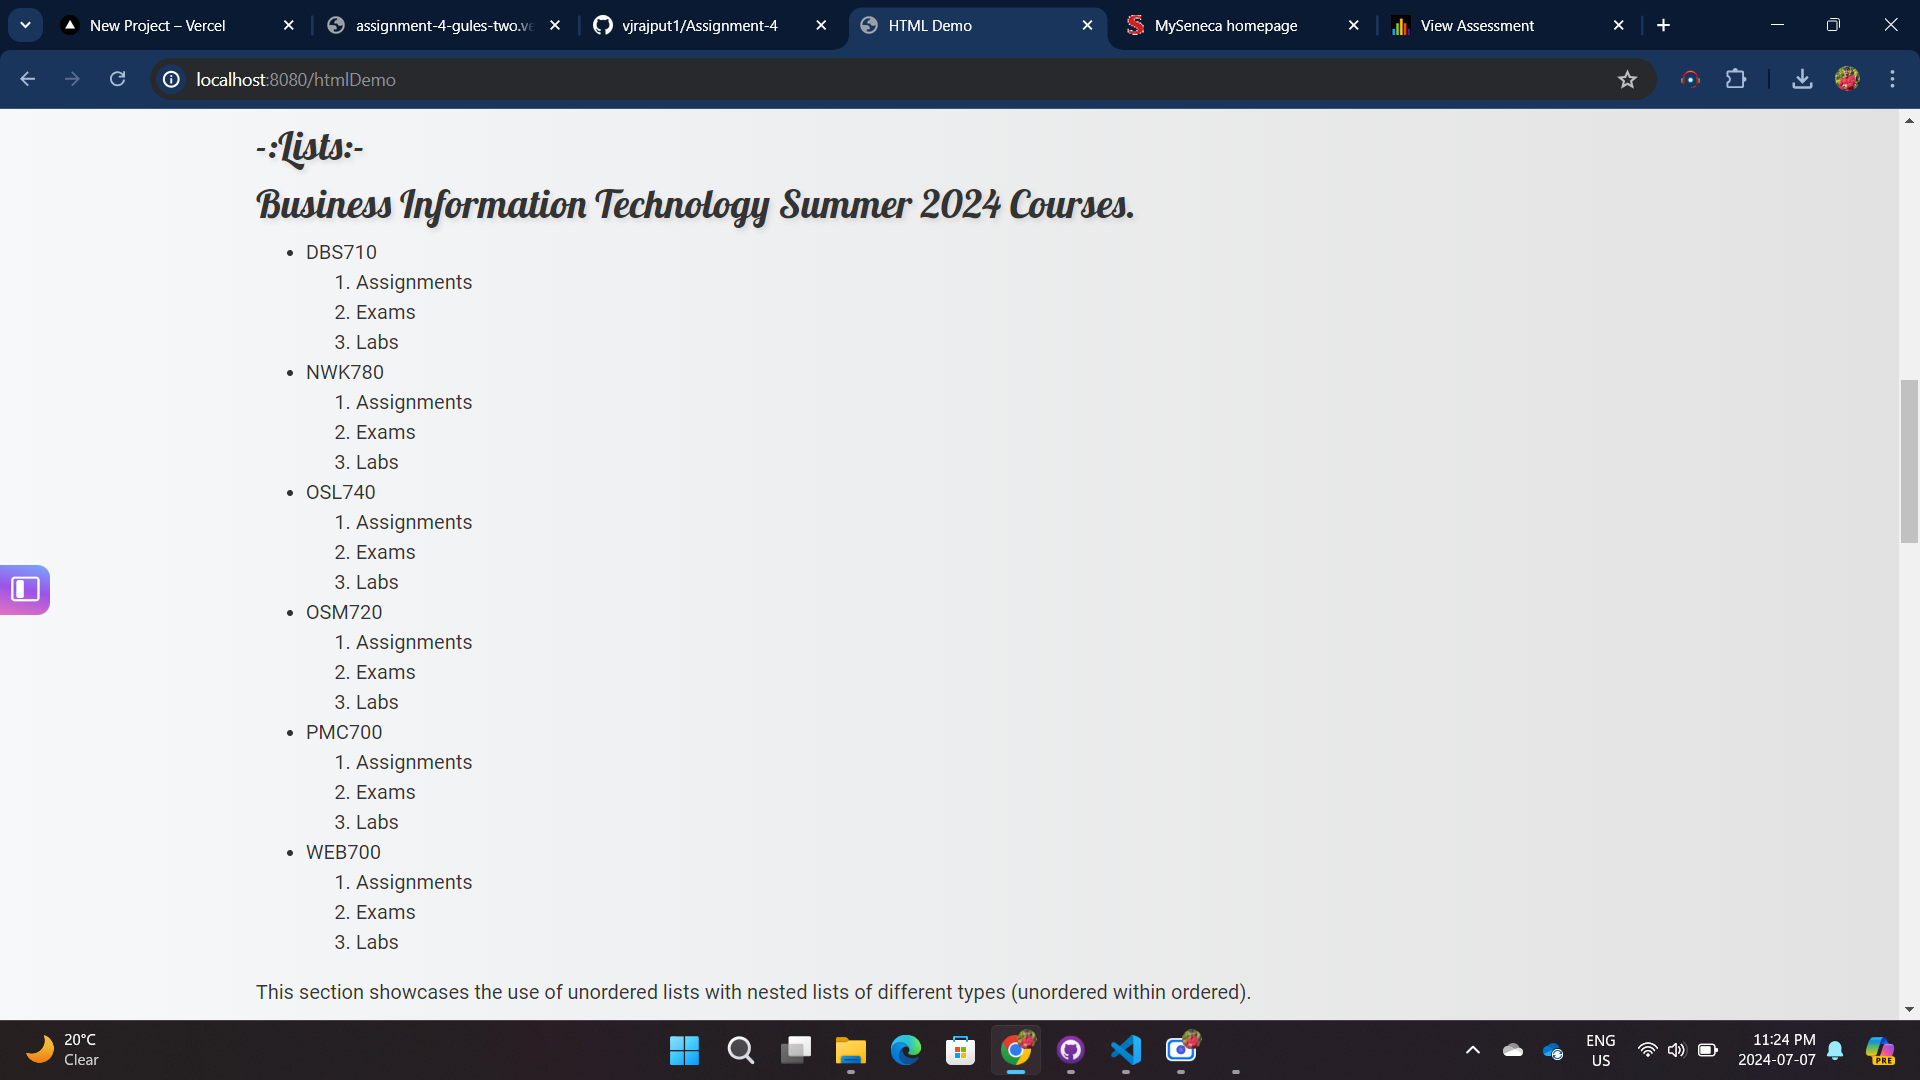 New Project – Vercel
assignment-4-gules-two.ve
vjrajput1/Assignment-4
HTML Demo
MySeneca homepage
View Assessment
localhost:8080/htmlDemo
-:Lists:-
Business Information Technology Summer 2024 Courses.
• DBS710
1. Assignments
2. Exams
3. Labs
• NWK780
1. Assignments
2. Exams
3. Labs
• OSL740
1. Assignments
2. Exams
3. Labs
• OSM720
1. Assignments
2. Exams
3. Labs
• PMC700
1. Assignments
2. Exams
3. Labs
• WEB700
1. Assignments
2. Exams
3. Labs
This section showcases the use of unordered lists with nested lists of different types (unordered within ordered).
20°C
Clear
ENG
US
11:24 PM
2024-07-07
PRE